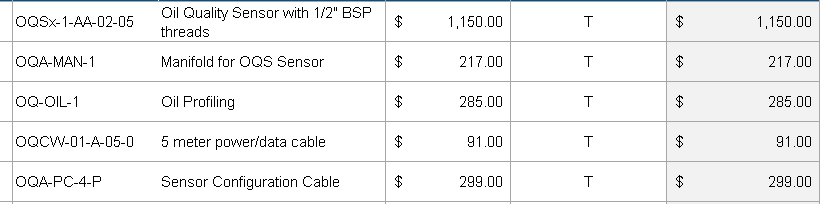 OQSx-1-AA-02-05 Oil Quality Sensor with 1/2" BSP threads $ 1,150.00 T $ 1,150.00
OQA-MAN-1 Manifold for OQS Sensor $ 217.00 T $ 217.00
OQ-OIL-1 Oil Profiling $ 285.00 T $ 285.00
OQCW-01-A-05-0 5 meter power/data cable $ 91.00 T $ 91.00
OQA-PC-4-P Sensor Configuration Cable $ 299.00 T $ 299.00